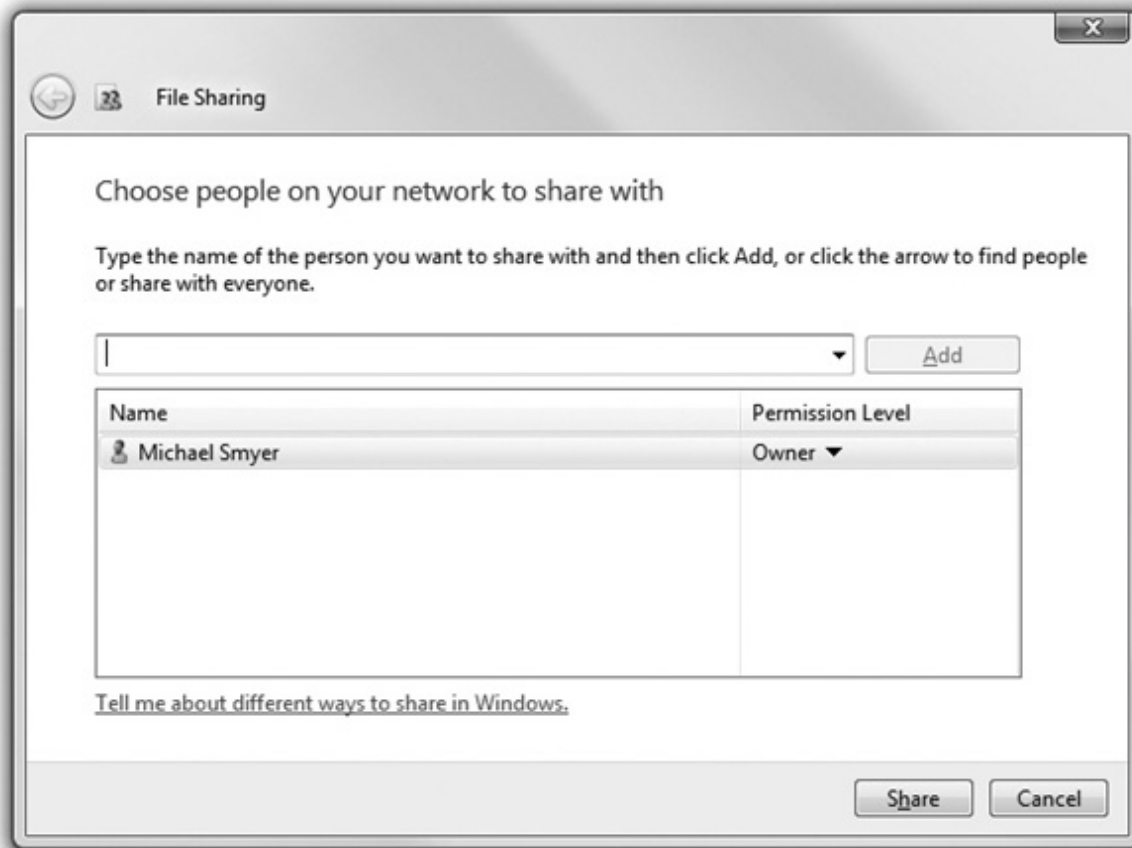 File Sharing
Choose people on your network to share with
Type the name of the person you want to share with and then click Add, or click the arrow to find people
or share with everyone.
Add
Name Permission Level
Michael Smyer Owner
Tell me about different ways to share in Windows.
Share Cancel